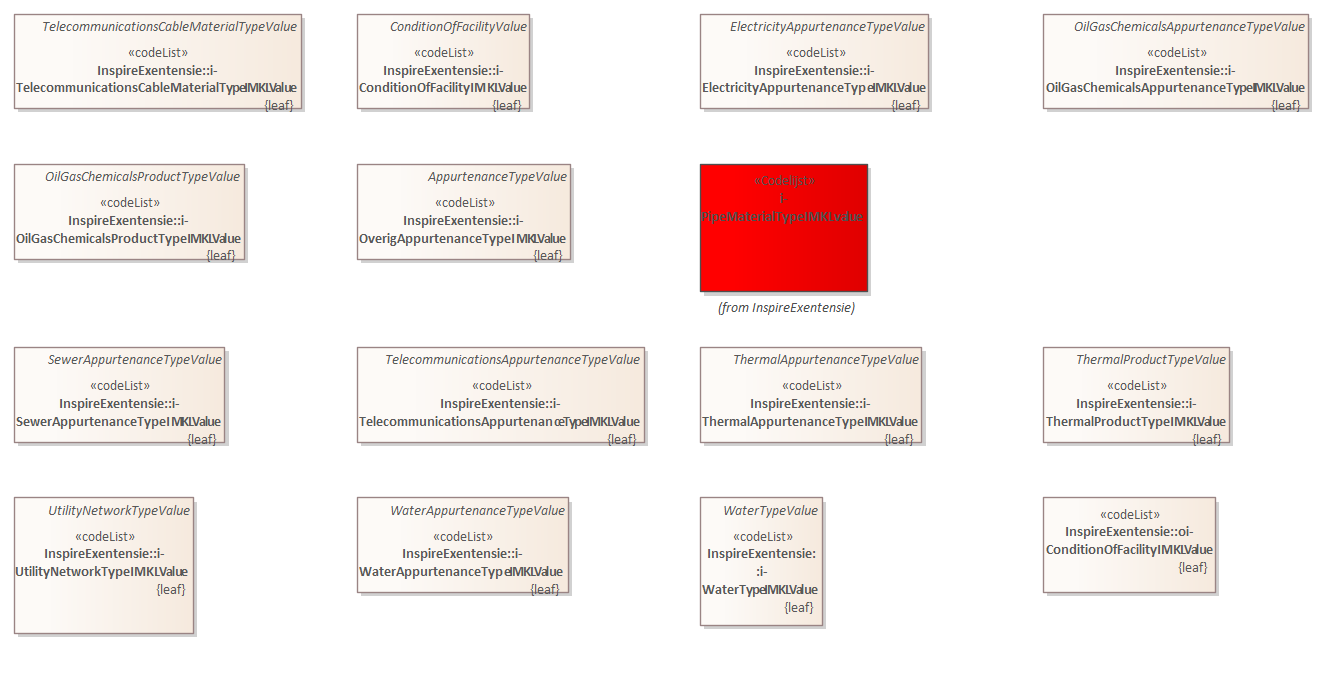 TelecommunicationsCableMaterialTypeValue
«codeList»
InspireExentensie::i-
TelecommunicationsCableMaterialTypeIMKLValue
{leaf}
ConditionOfFacilityValue
«codeList»
InspireExentensie::i-
ConditionOfFacilityIMKLValue
{leaf}
ElectricityAppurtenanceTypeValue
«codeList»
InspireExentensie::i-
ElectricityAppurtenanceTypeIMKLValue
{leaf}
OilGasChemicalsAppurtenanceTypeValue
«codeList»
InspireExentensie::i-
OilGasChemicalsAppurtenanceTypeIMKLValue
{leaf}
OilGasChemicalsProductTypeValue
«codeList»
InspireExentensie::i-
OilGasChemicalsProductTypeIMKLValue
{leaf}
AppurtenanceTypeValue
«codeList»
InspireExentensie::i-
OverigAppurtenanceTypeIMKLValue
{leaf}
«Codelist»
i-
PipeMaterialTypeIMKLvalue
(from InspireExentensie)
SewerAppurtenanceTypeValue
«codeList»
InspireExentensie::i-
SewerAppurtenanceTypeIMKLValue
{leaf}
TelecommunicationsAppurtenanceTypeValue
«codeList»
InspireExentensie::i-
TelecommunicationsAppurtenanceTypeIMKLValue
{leaf}
ThermalAppurtenanceTypeValue
«codeList»
InspireExentensie::i-
ThermalAppurtenanceTypeIMKLValue
{leaf}
ThermalProductTypeValue
«codeList»
InspireExentensie::i-
ThermalProductTypeIMKLValue
{leaf}
UtilityNetworkTypeValue
«codeList»
InspireExentensie::i-
UtilityNetworkTypeIMKLValue
{leaf}
WaterAppurtenanceTypeValue
«codeList»
InspireExentensie::i-
WaterAppurtenanceTypeIMKLValue
{leaf}
WaterTypeValue
«codeList»
InspireExentensie:
:i-
WaterTypeIMKLValue
{leaf}
«codeList»
InspireExentensie::oi-
ConditionOfFacilityIMKLValue
{leaf}